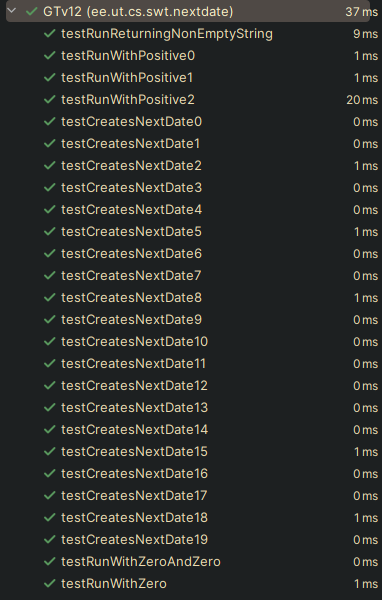 GTv12 (ee.ut.cs.swt.nextdate) 37 ms
testRunReturningNonEmptyString 9 ms
testRunWithPositive0 1 ms
testRunWithPositive1 1 ms
testRunWithPositive2 20 ms
testCreatesNextDate0 0 ms
testCreatesNextDate1 0 ms
testCreatesNextDate2 1 ms
testCreatesNextDate3 0 ms
testCreatesNextDate4 0 ms
testCreatesNextDate5 1 ms
testCreatesNextDate6 0 ms
testCreatesNextDate7 0 ms
testCreatesNextDate8 1 ms
testCreatesNextDate9 0 ms
testCreatesNextDate10 0 ms
testCreatesNextDate11 0 ms
testCreatesNextDate12 0 ms
testCreatesNextDate13 0 ms
testCreatesNextDate14 0 ms
testCreatesNextDate15 1 ms
testCreatesNextDate16 0 ms
testCreatesNextDate17 0 ms
testCreatesNextDate18 1 ms
testCreatesNextDate19 0 ms
testRunWithZeroAndZero 0 ms
testRunWithZero 1 ms